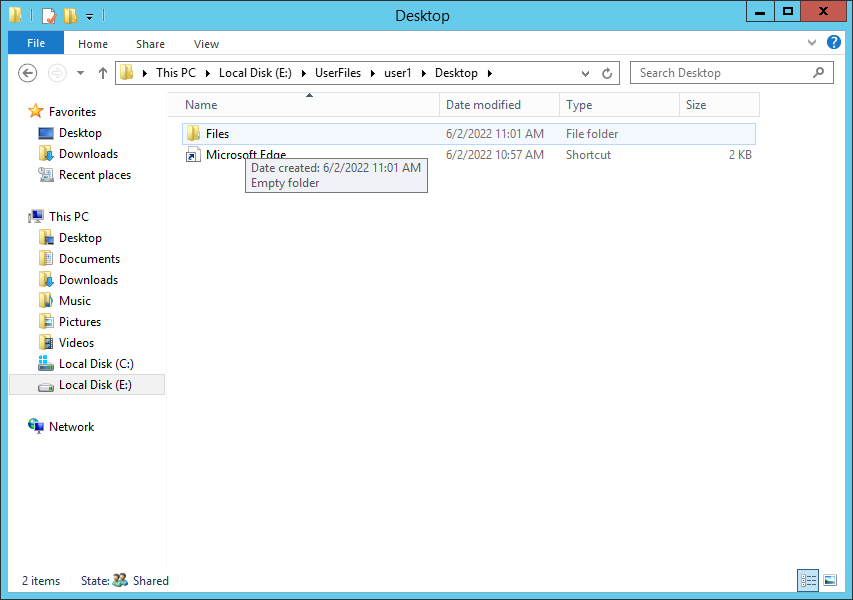 Desktop
File Home Share View
This PC Local Disk (E:) UserFiles user1 Desktop
Search Desktop
Favorites
Desktop
Downloads
Recent places
This PC
Desktop
Documents
Downloads
Music
Pictures
Videos
Local Disk (C:)
Local Disk (E:)
Network
Name Date modified Type Size
Files 6/2/2022 11:01 AM File folder
Microsoft Edge 6/2/2022 10:57 AM Shortcut 2 KB
Date created: 6/2/2022 11:01 AM
Empty folder
2 items State: Shared